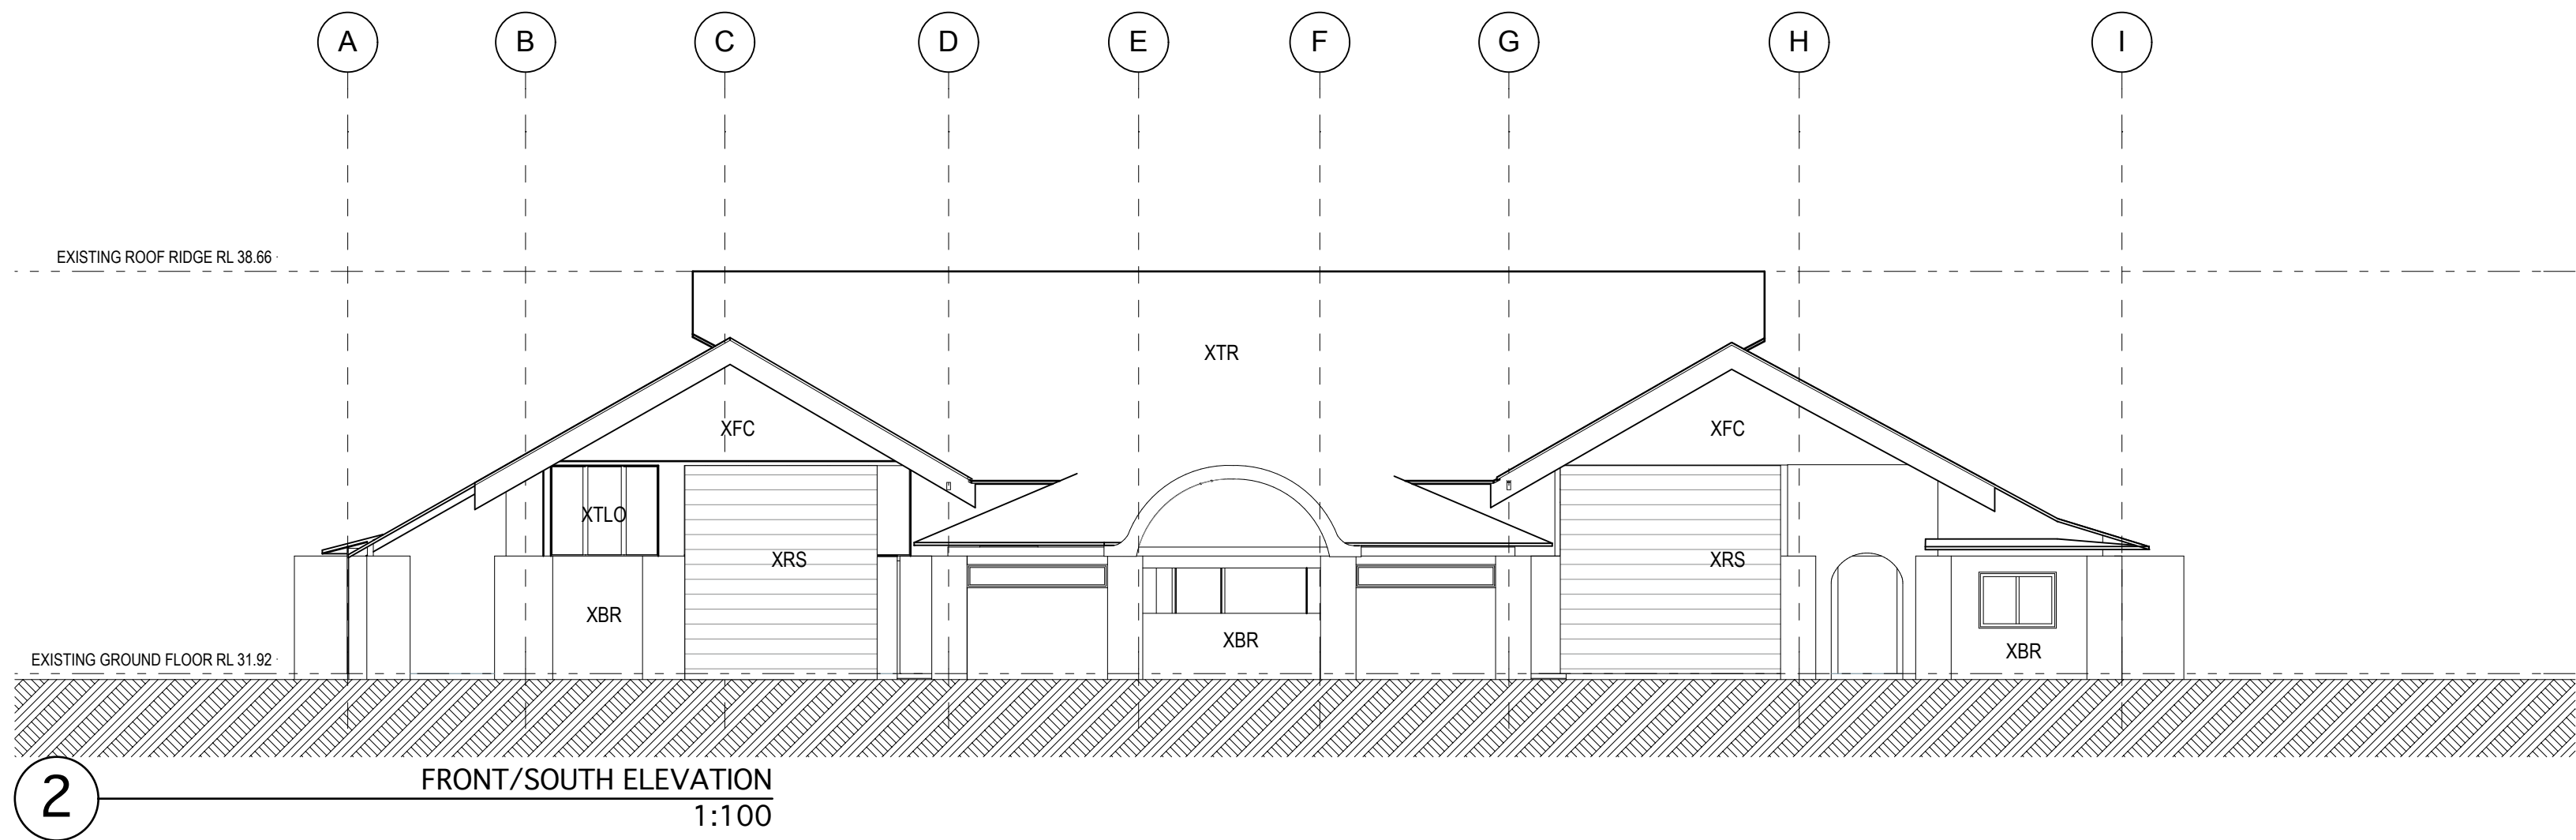 A B C D E F G H I
EXISTING ROOF RIDGE RL 38.66
XTR
XFC
XFC
XTLO
XRS
XRS
XBR
XBR
XBR
EXISTING GROUND FLOOR RL 31.92
2
FRONT/SOUTH ELEVATION
1:100